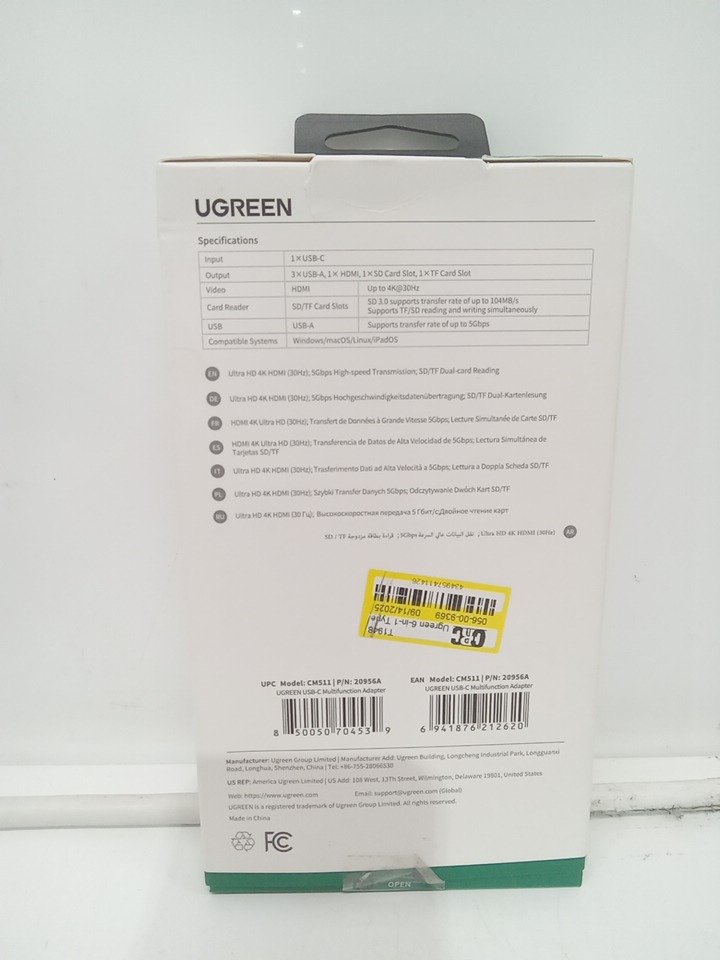 UGREEN
Specifications
Input 1×USB-C
Output 3×USB-A, 1× HDMI, 1×SD Card Slot, 1×TF Card Slot
Video HDMI Up to 4K@30Hz
Card Reader SD/TF Card Slots SD 3.0 supports transfer rate of up to 104MB/s
Supports TF/SD reading and writing simultaneously
USB USB-A Supports transfer rate of up to 5Gbps
Compatible Systems Windows/macOS/Linux/iPadOS
EN Ultra HD 4K HDMI (30Hz); 5Gbps High-speed Transmission; SD/TF Dual-card Reading
DE Ultra HD 4K HDMI (30Hz); 5Gbps Hochgeschwindigkeitsdatenübertragung; SD/TF Dual-Kartenlesung
FR HDMI 4K Ultra HD (30Hz); Transfert de Données à Grande Vitesse 5Gbps; Lecture Simultanée de Carte SD/TF
ES HDMI 4K Ultra HD (30Hz); Transferencia de Datos de Alta Velocidad de 5Gbps; Lectura Simultánea de
Tarjetas SD/TF
IT Ultra HD 4K HDMI (30Hz); Trasferimento Dati ad Alta Velocità a 5Gbps; Lettura a Doppia Scheda SD/TF
PL Ultra HD 4K HDMI (30Hz); Szybki Transfer Danych 5Gbps; Odczytywanie Dwóch Kart SD/TF
RU Ultra HD 4K HDMI (30 Гц); Высокоскоростная передача 5 Гбит/с;Двойное чтение карт
AR Ultra HD 4K HDMI (30Hz)؛ نقل البيانات عالي السرعة 5Gbps؛ قراءة بطاقة مزدوجة SD / TF
T1948
Ugreen 6-in-1 Type
056-00-9369 09/14/2025
434957411426
UPC Model: CM511 | P/N: 20956A
UGREEN USB-C Multifunction Adapter
8 50050 70453 9
EAN Model: CM511 | P/N: 20956A
UGREEN USB-C Multifunction Adapter
6 941876 212620
Manufacturer: Ugreen Group Limited | Manufacturer Add: Ugreen Building, Longcheng Industrial Park, Longguanxi
Road, Longhua, Shenzhen, China | Tel: +86-755-28066538
US REP: America Ugreen Limited | US Add: 108 West, 13Th Street, Wilmington, Delaware 19801, United States
Web: https://www.ugreen.com Email: support@ugreen.com (Global)
UGREEN is a registered trademark of Ugreen Group Limited. All rights reserved.
Made in China
FC
OPEN